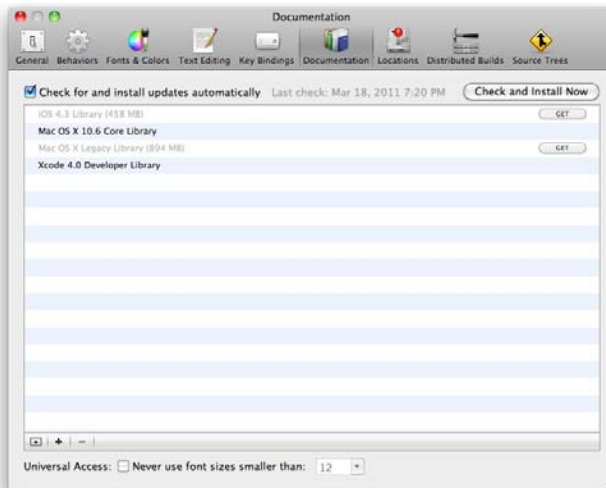 Documentation
General Behaviors Fonts & Colors Text Editing Key Bindings Documentation Locations Distributed Builds Source Trees
Check for and install updates automatically Last check: Mar 18, 2011 7:20 PM Check and Install Now
iOS 4.3 Library (458 MB) GET
Mac OS X 10.6 Core Library
Mac OS X Legacy Library (894 MB) GET
Xcode 4.0 Developer Library
Universal Access: Never use font sizes smaller than: 12